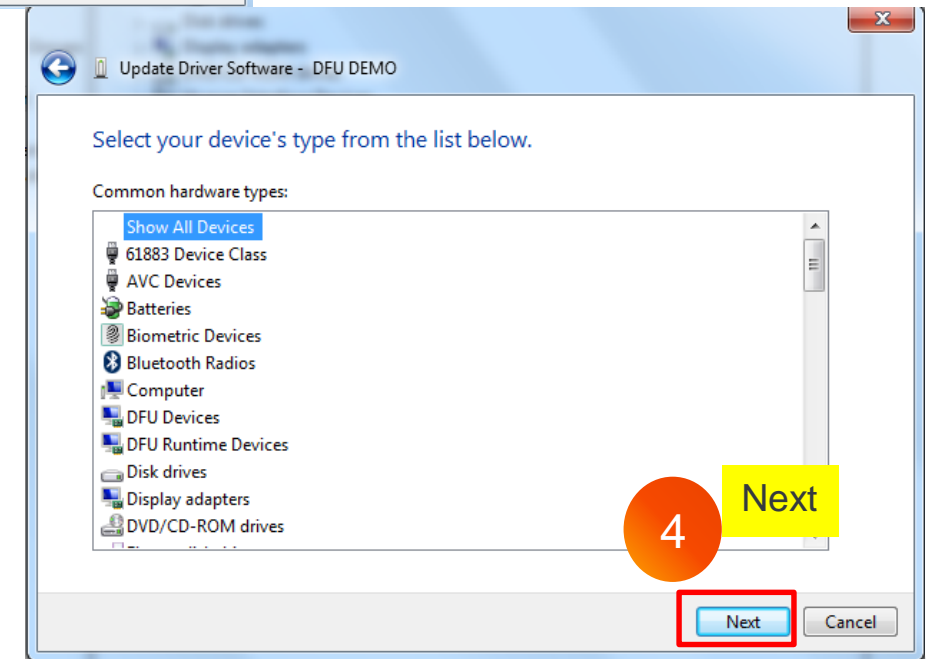 Update Driver Software - DFU DEMO
Select your device's type from the list below.
Common hardware types:
Show All Devices
61883 Device Class
AVC Devices
Batteries
Biometric Devices
Bluetooth Radios
Computer
DFU Devices
DFU Runtime Devices
Disk drives
Display adapters
DVD/CD-ROM drives
4
Next
Next
Cancel